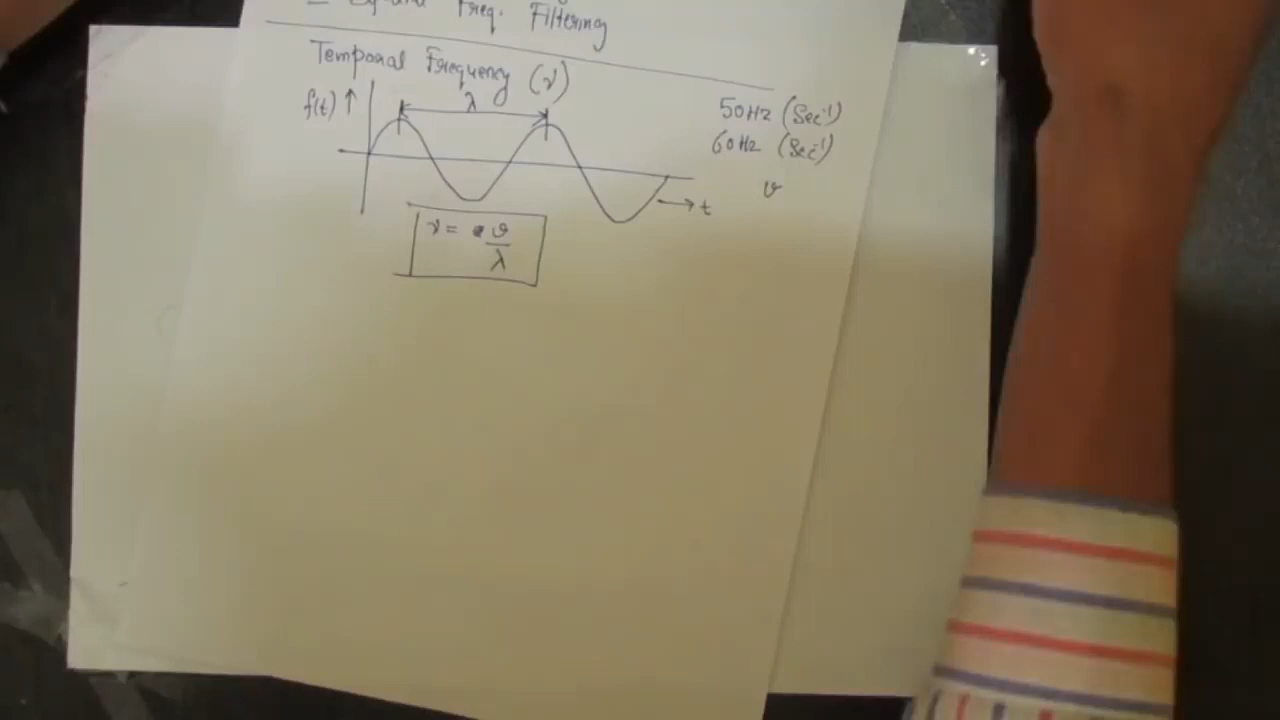 Freq. Filtering
Temporal Frequency (ν)
f(t) ↑
λ
50Hz (Sec⁻¹)
60Hz (Sec⁻¹)
v
→ t
ν = v/λ